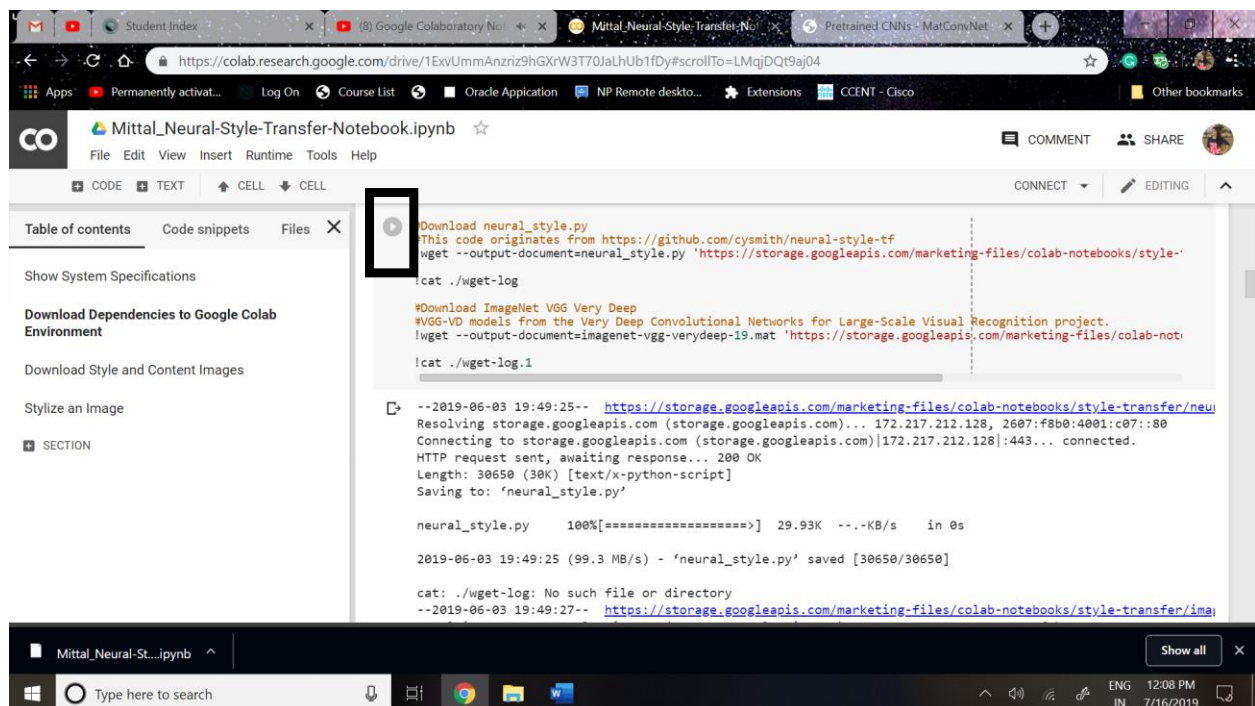 Student Index
(8) Google Colaboratory No
Mittal_Neural-Style-Transfer-No
Pretrained CNNs - MatConvNet
https://colab.research.google.com/drive/1ExvUmmAnzriz9hGXrW3T70JaLhUb1fDy#scrollTo=LMqjDQt9aj04
Apps Permanently activat... Log On Course List Oracle Appication NP Remote deskto... Extensions CCENT - Cisco Other bookmarks
CO
Mittal_Neural-Style-Transfer-Notebook.ipynb
COMMENT SHARE
File Edit View Insert Runtime Tools Help
CODE TEXT CELL CELL CONNECT EDITING
Table of contents Code snippets Files X
Show System Specifications
Download Dependencies to Google Colab
Environment
Download Style and Content Images
Stylize an Image
SECTION
#Download neural_style.py
#This code originates from https://github.com/cysmith/neural-style-tf
wget --output-document=neural_style.py 'https://storage.googleapis.com/marketing-files/colab-notebooks/style-
!cat ./wget-log
#Download ImageNet VGG Very Deep
#VGG-VD models from the Very Deep Convolutional Networks for Large-Scale Visual Recognition project.
!wget --output-document=imagenet-vgg-verydeep-19.mat 'https://storage.googleapis.com/marketing-files/colab-not
!cat ./wget-log.1
--2019-06-03 19:49:25-- https://storage.googleapis.com/marketing-files/colab-notebooks/style-transfer/neu
Resolving storage.googleapis.com (storage.googleapis.com)... 172.217.212.128, 2607:f8b0:4001:c07::80
Connecting to storage.googleapis.com (storage.googleapis.com)|172.217.212.128|:443... connected.
HTTP request sent, awaiting response... 200 OK
Length: 30650 (30K) [text/x-python-script]
Saving to: ‘neural_style.py’
neural_style.py 100%[===================>] 29.93K --.-KB/s in 0s
2019-06-03 19:49:25 (99.3 MB/s) - ‘neural_style.py’ saved [30650/30650]
cat: ./wget-log: No such file or directory
--2019-06-03 19:49:27-- https://storage.googleapis.com/marketing-files/colab-notebooks/style-transfer/ima
Mittal_Neural-St....ipynb
Show all
Type here to search
ENG
IN
12:08 PM
7/16/2019